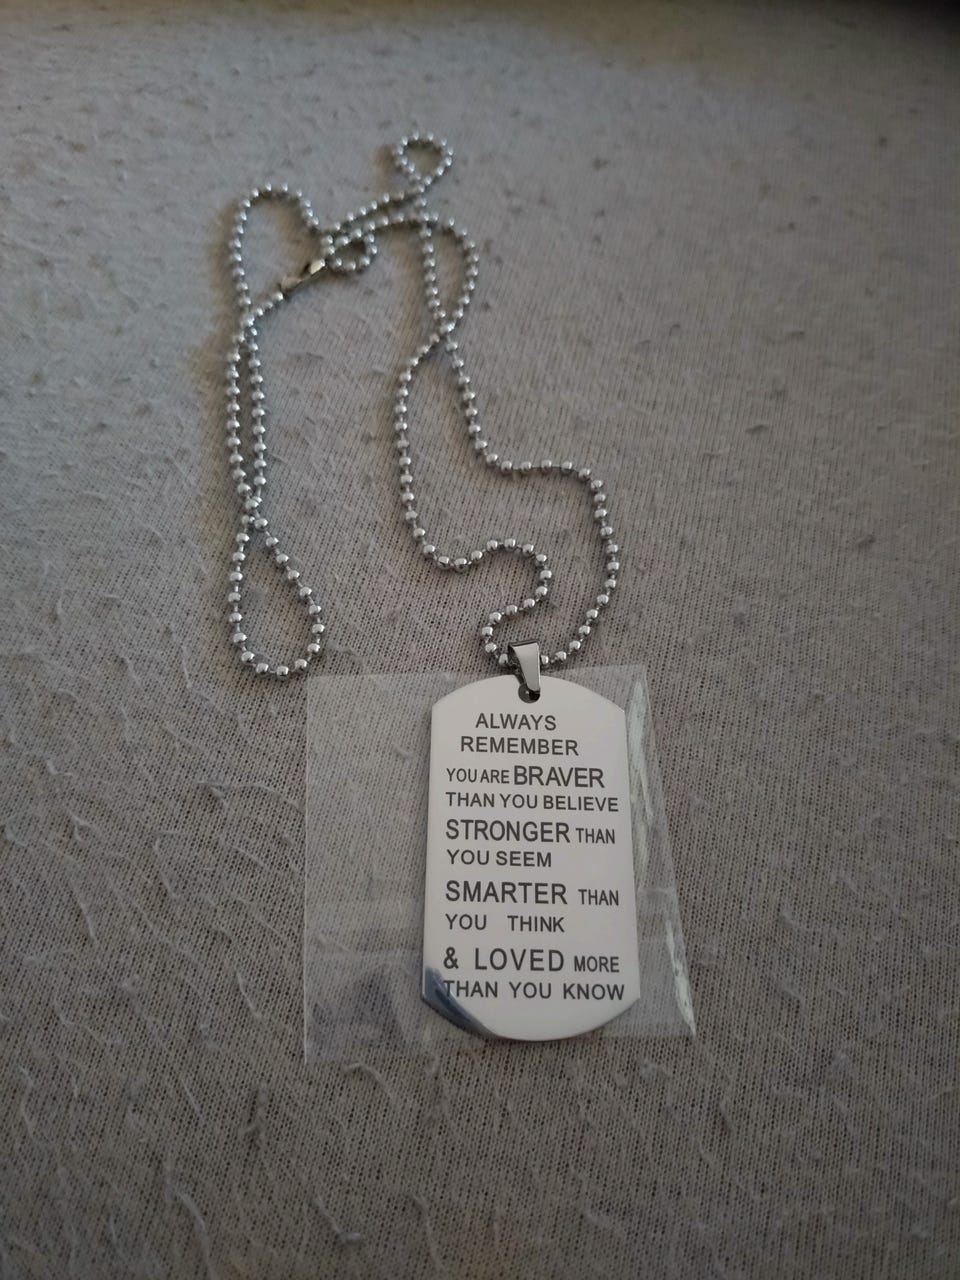 ALWAYS
REMEMBER
YOU ARE BRAVER
THAN YOU BELIEVE
STRONGER THAN
YOU SEEM
SMARTER THAN
YOU THINK
& LOVED MORE
THAN YOU KNOW